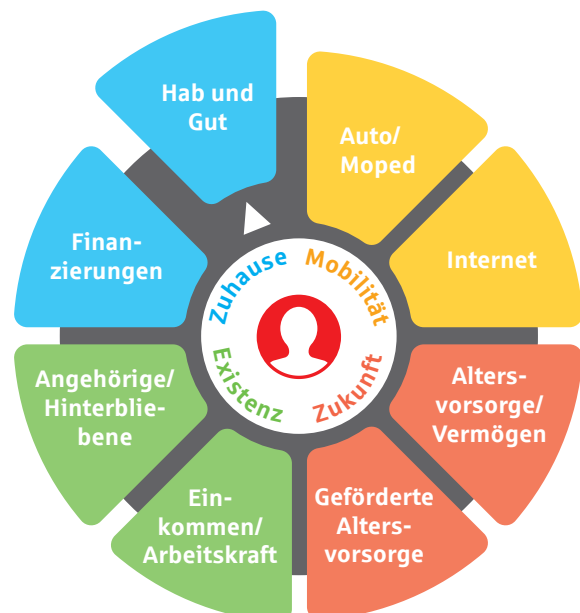 Hab und
Gut
Auto/
Moped
Internet
Alters-
vorsorge/
Vermögen
Geförderte
Alters-
vorsorge
Ein-
kommen/
Arbeitskraft
Angehörige/
Hinterblie-
bene
Finan-
zierungen
Zuhause
Mobilität
Zukunft
Existenz